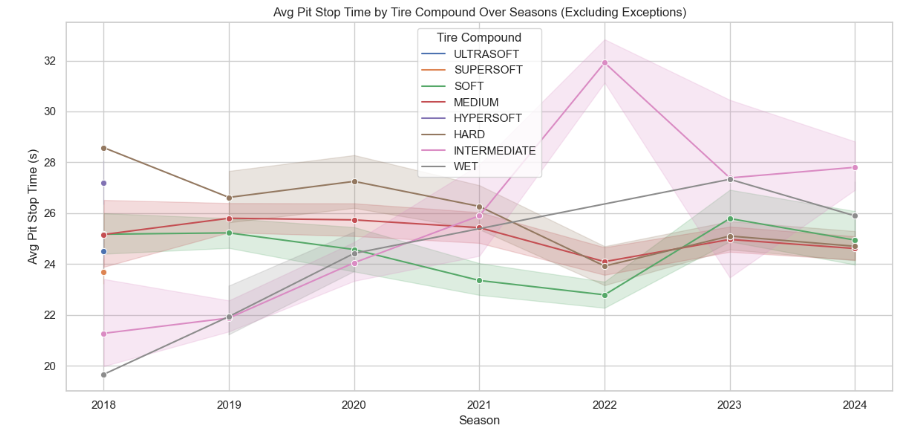 Avg Pit Stop Time by Tire Compound Over Seasons (Excluding Exceptions)
Tire Compound
ULTRASOFT
SUPERSOFT
SOFT
MEDIUM
HYPERSOFT
HARD
INTERMEDIATE
WET
Avg Pit Stop Time (s)
32
30
28
26
24
22
20
2018 2019 2020 2021 2022 2023 2024
Season